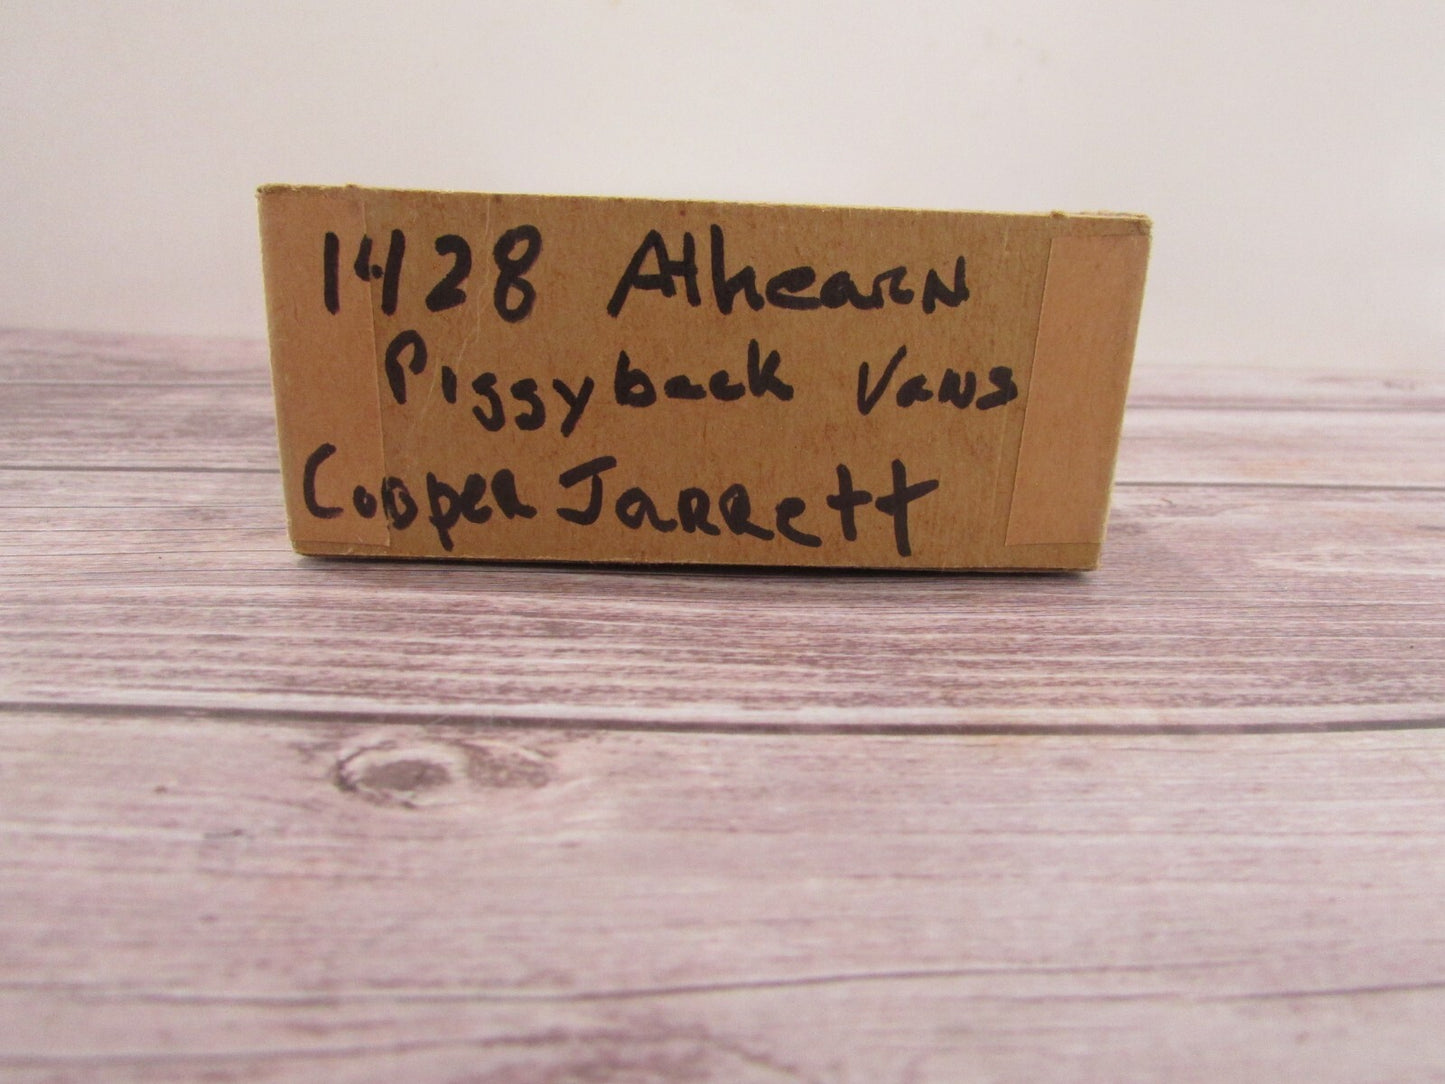 1428 Athearn
Piggyback Vans
Cooper Jarrett